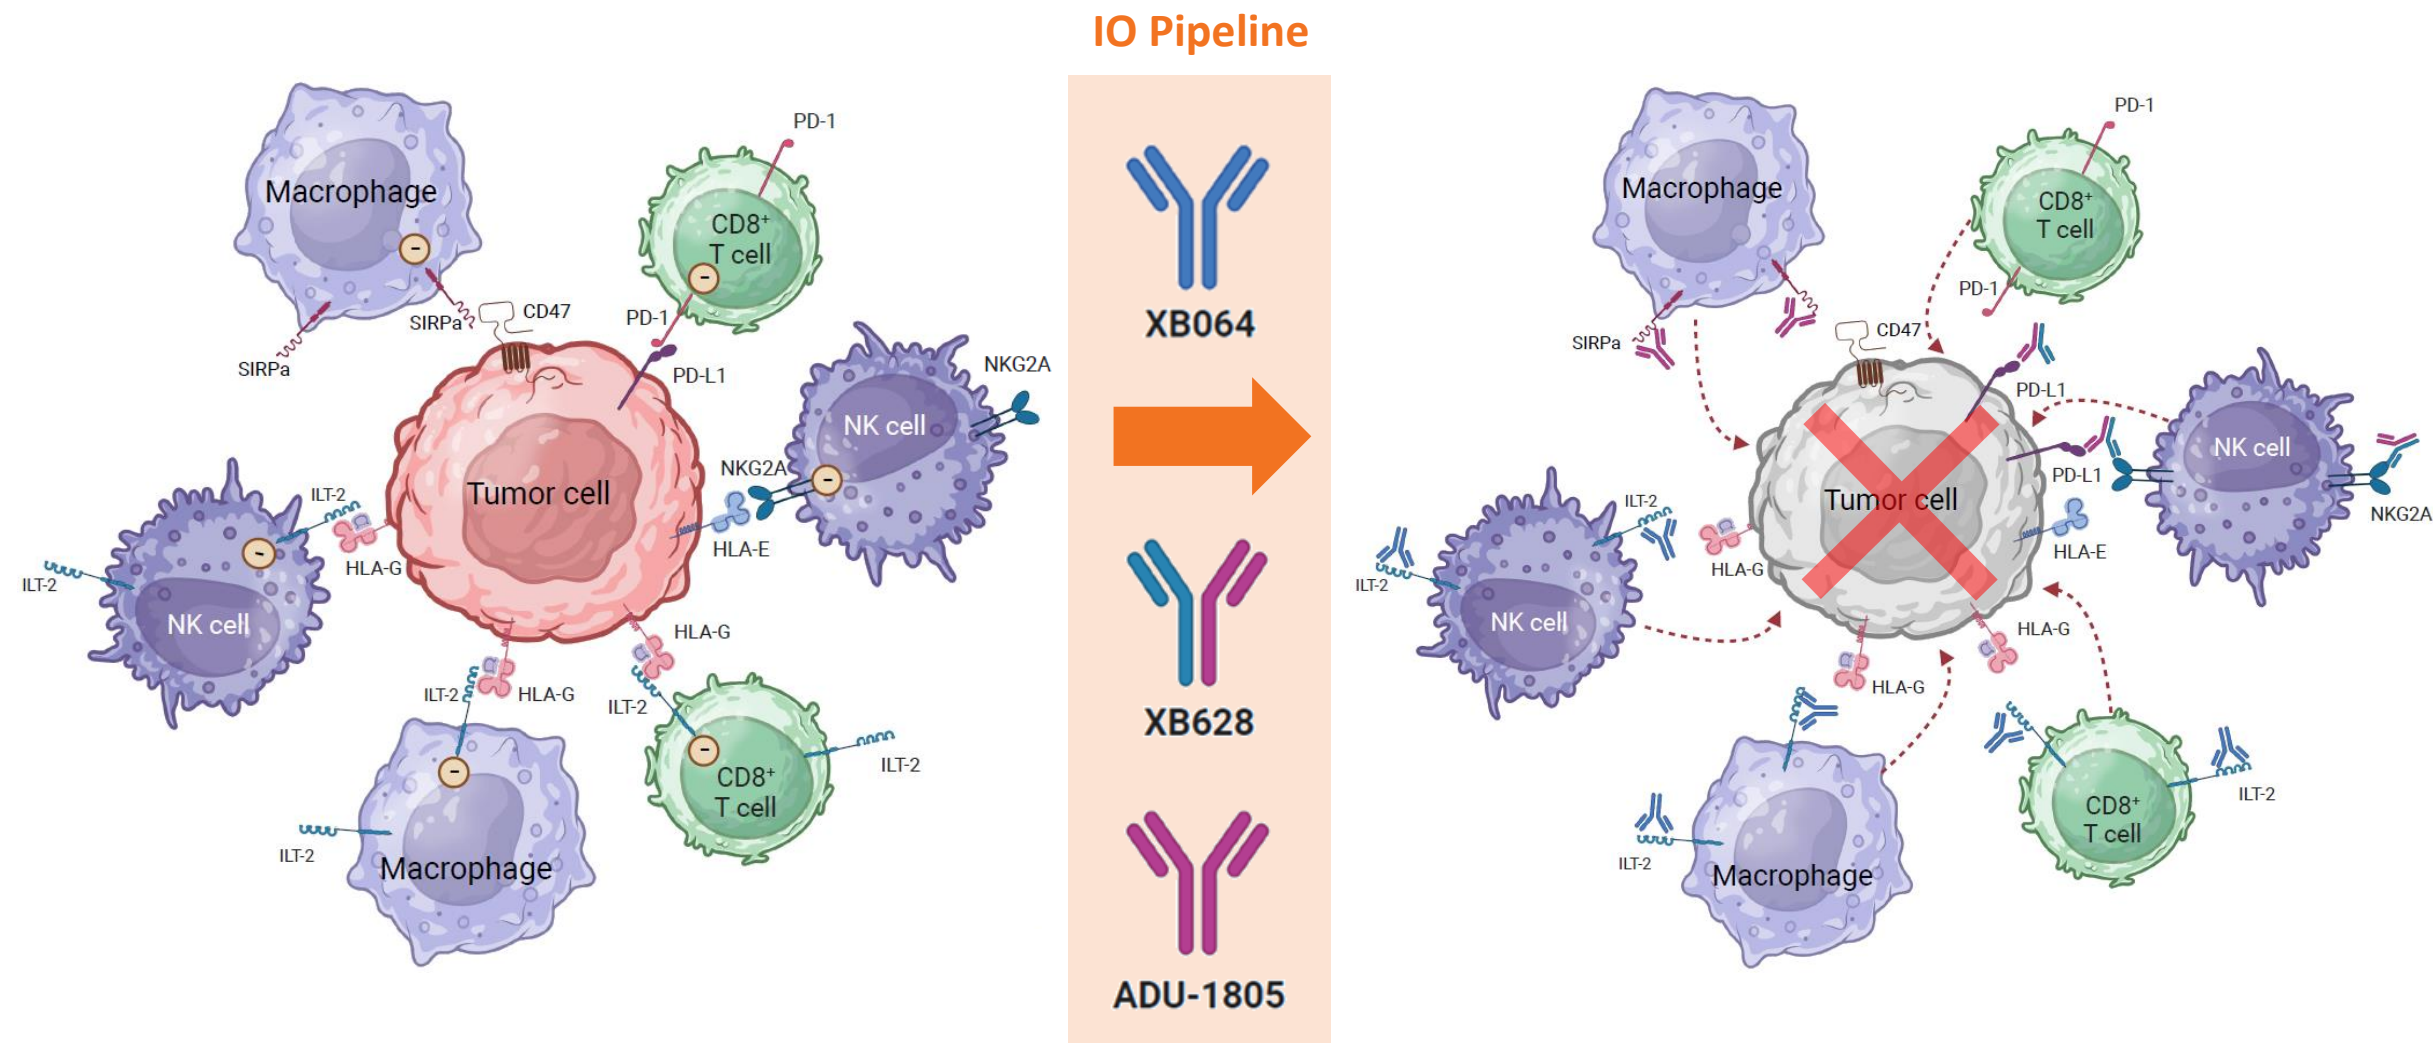 IO Pipeline
Macrophage
SIRPa
SIRPa
CD47
PD-1
CD8+
T cell
PD-1
PD-L1
NK cell
NKG2A
NKG2A
HLA-E
Tumor cell
ILT-2
HLA-G
ILT-2
NK cell
ILT-2
HLA-G
ILT-2
Macrophage
HLA-G
ILT-2
CD8+
T cell
ILT-2
XB064
XB628
ADU-1805
Macrophage
SIRPa
CD47
PD-1
CD8+
T cell
PD-1
PD-L1
NK cell
PD-L1
NKG2A
HLA-E
Tumor cell
ILT-2
HLA-G
ILT-2
NK cell
HLA-G
HLA-G
ILT-2
Macrophage
CD8+
T cell
ILT-2